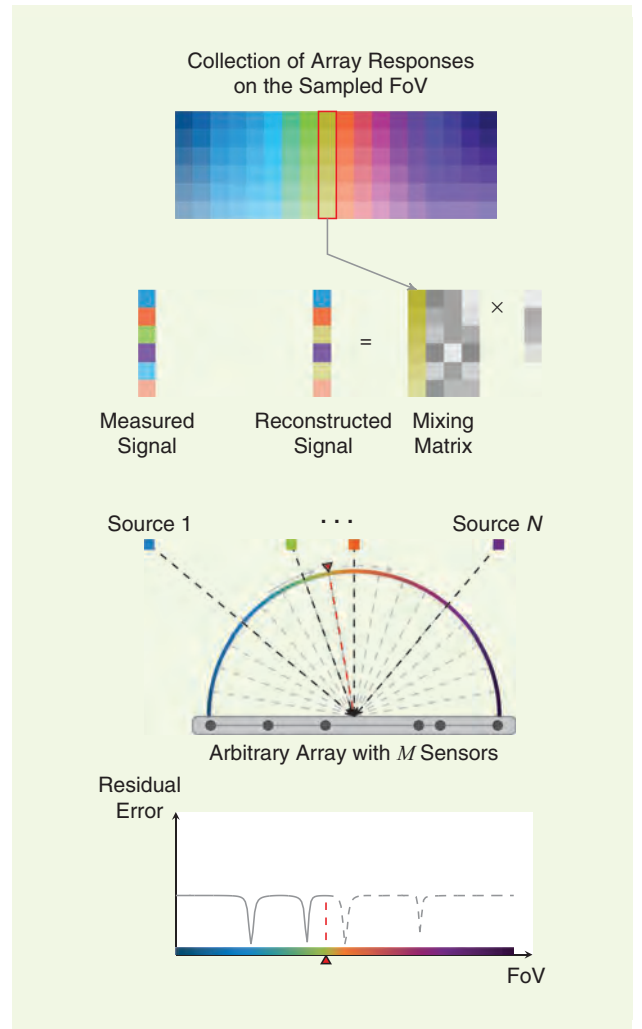 Collection of Array Responses
on the Sampled FoV
×
=
Measured
Signal
Reconstructed
Signal
Mixing
Matrix
Source 1
. . .
Source N
Arbitrary Array with M Sensors
Residual
Error
FoV